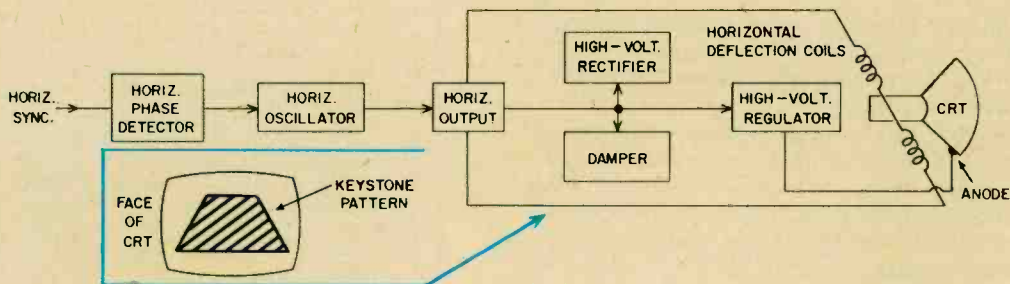 HORIZ.
SYNC.
HORIZ.
PHASE
DETECTOR
HORIZ.
OSCILLATOR
HORIZ.
OUTPUT
HIGH-VOLT.
RECTIFIER
DAMPER
HIGH-VOLT.
REGULATOR
HORIZONTAL
DEFLECTION COILS
CRT
ANODE
FACE
OF
CRT
KEYSTONE
PATTERN